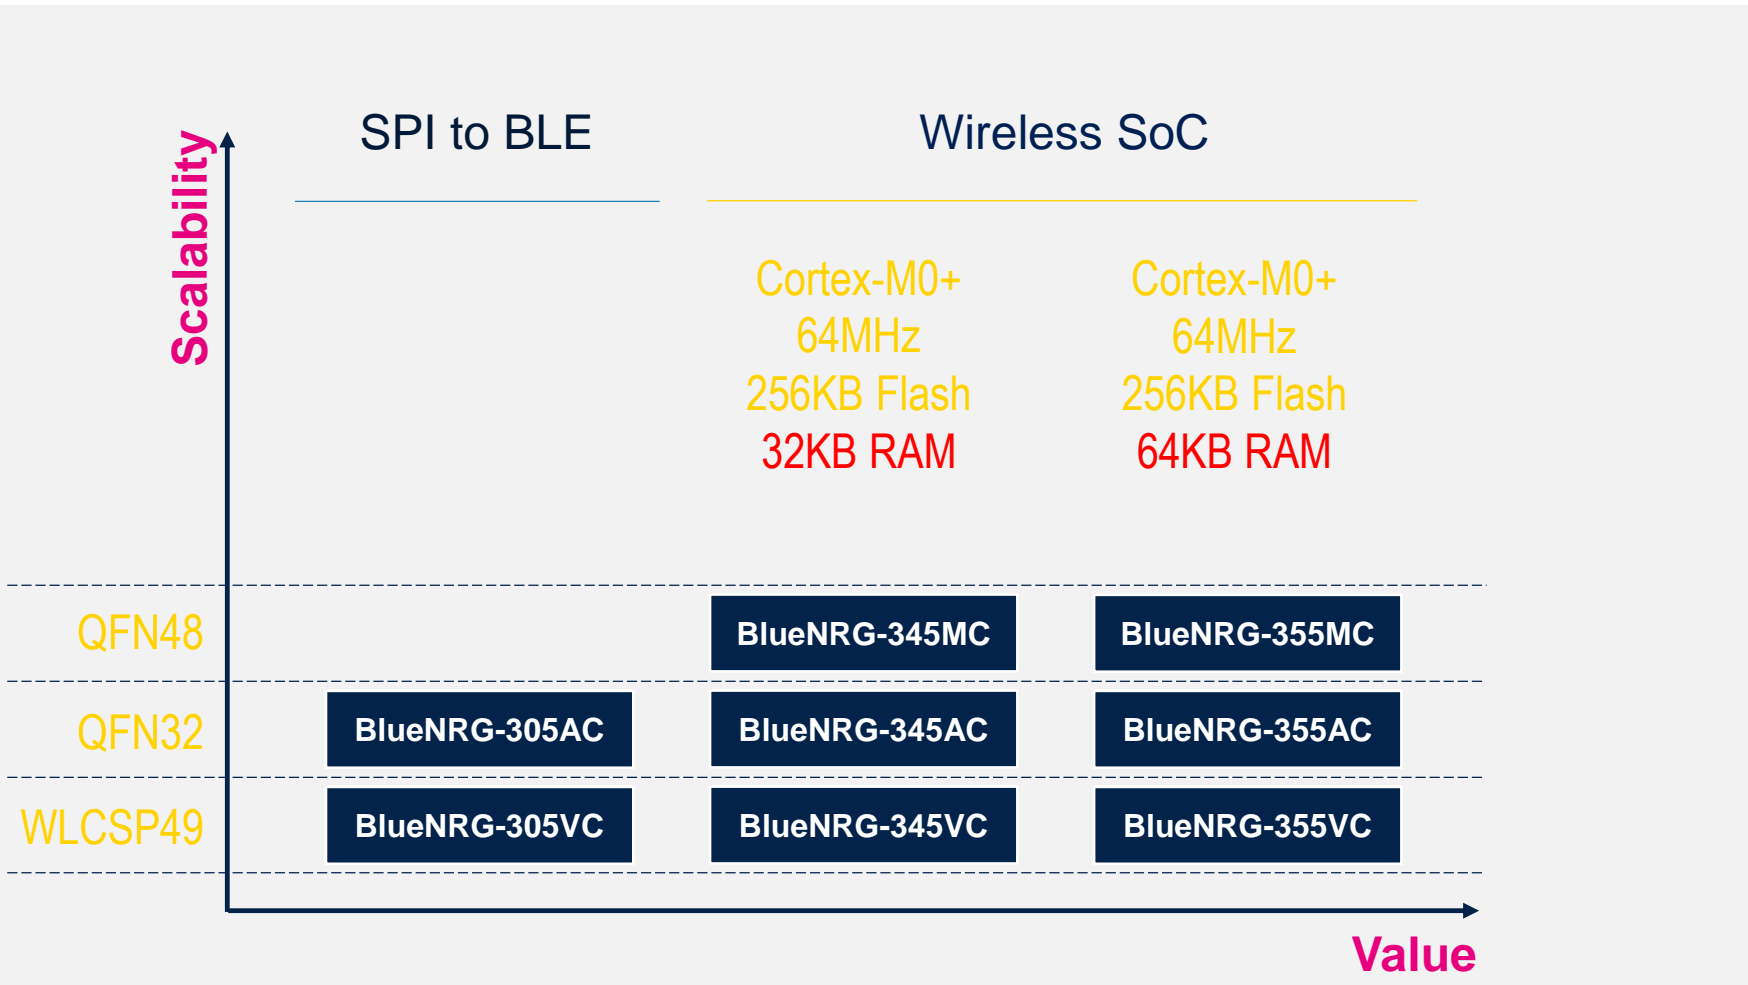 SPI to BLE
Wireless SoC
Scalability
Cortex-M0+
64MHz
256KB Flash
32KB RAM
Cortex-M0+
64MHz
256KB Flash
64KB RAM
QFN48
BlueNRG-345MC
BlueNRG-355MC
QFN32
BlueNRG-305AC
BlueNRG-345AC
BlueNRG-355AC
WLCSP49
BlueNRG-305VC
BlueNRG-345VC
BlueNRG-355VC
Value